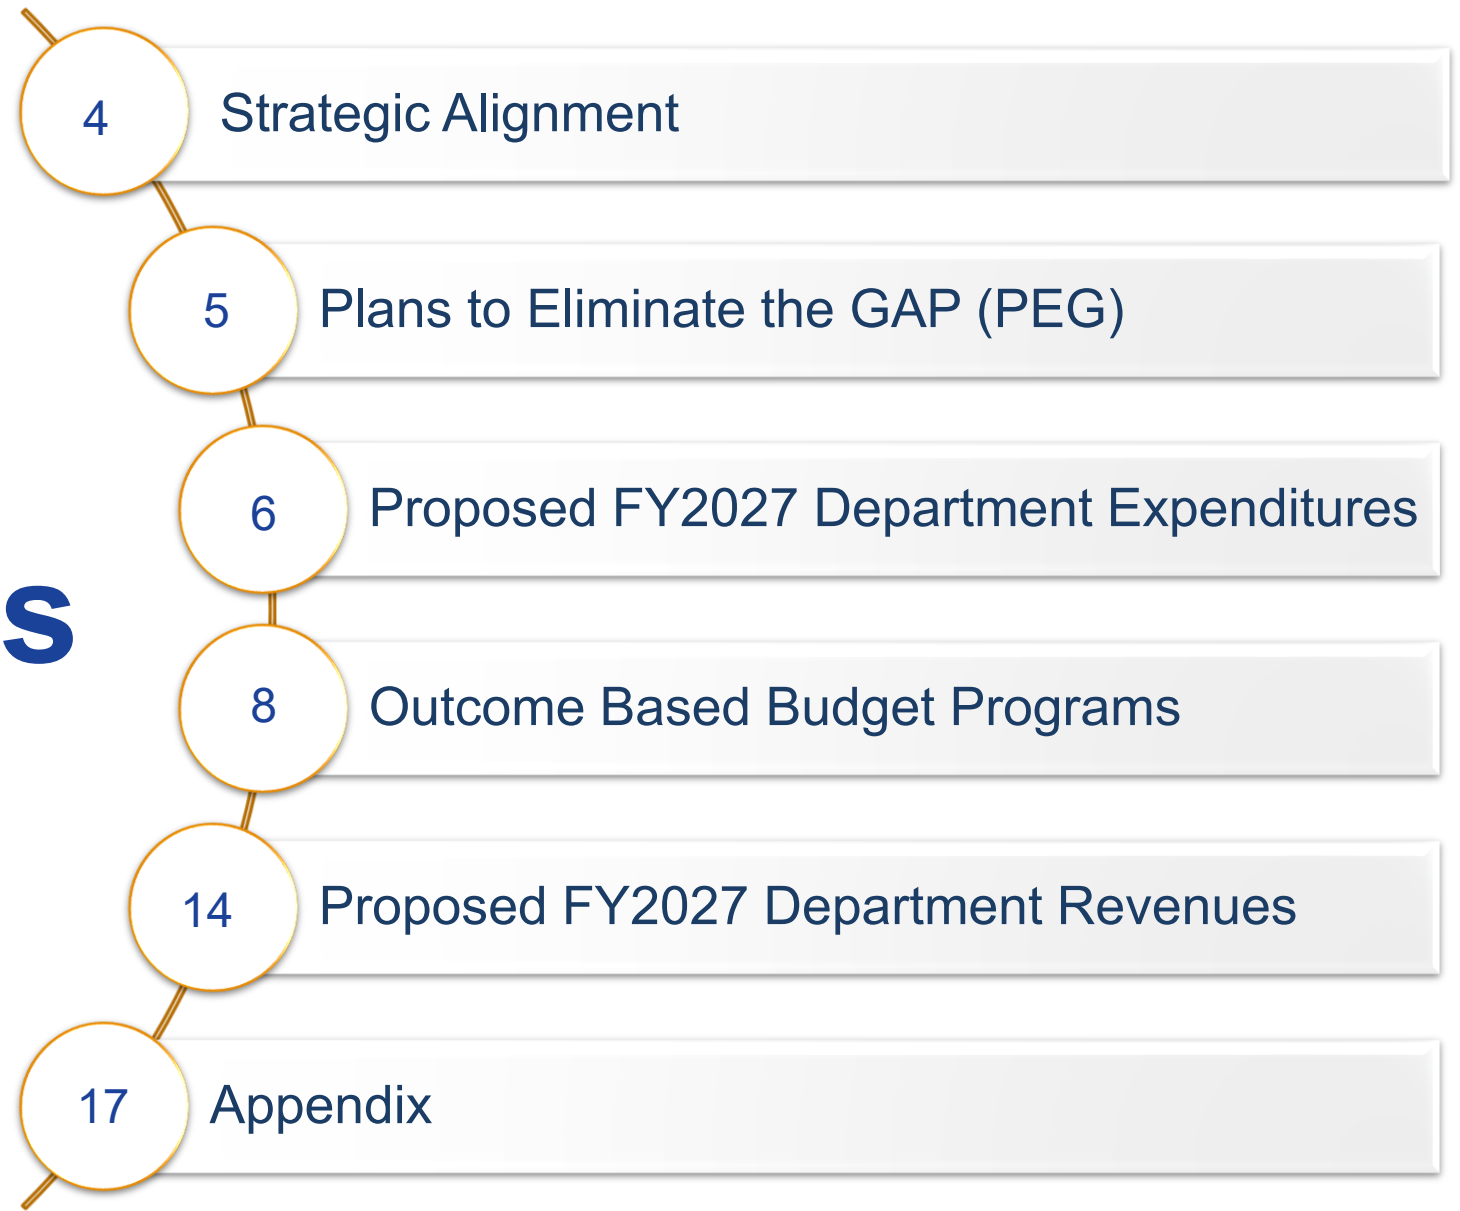 4 Strategic Alignment
5 Plans to Eliminate the GAP (PEG)
6 Proposed FY2027 Department Expenditures
s
8 Outcome Based Budget Programs
14 Proposed FY2027 Department Revenues
17 Appendix